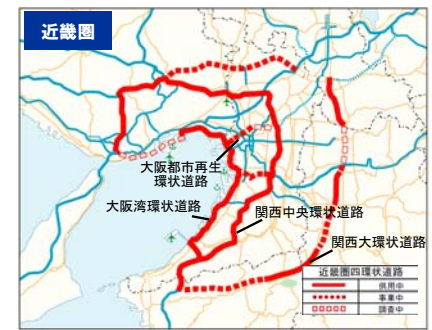 近畿圏
大阪都市再生
環状道路
大阪湾環状道路
関西中央環状道路
関西大環状道路
近畿圏四環状道路
供用中
事業中
調査中